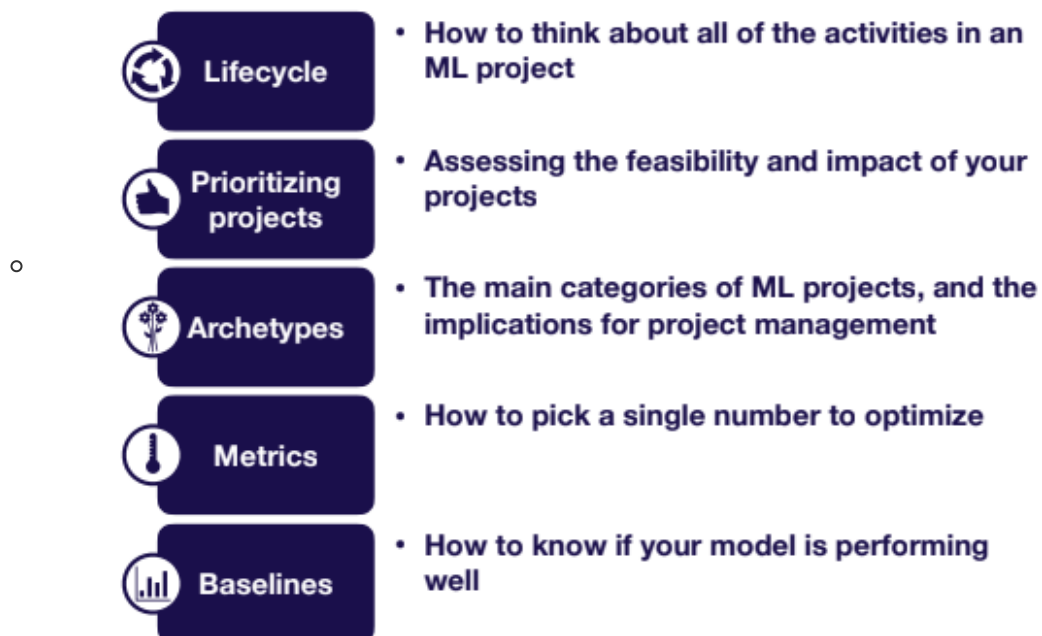 Lifecycle
• How to think about all of the activities in an
ML project
Prioritizing
projects
• Assessing the feasibility and impact of your
projects
Archetypes
• The main categories of ML projects, and the
implications for project management
Metrics
• How to pick a single number to optimize
Baselines
• How to know if your model is performing
well